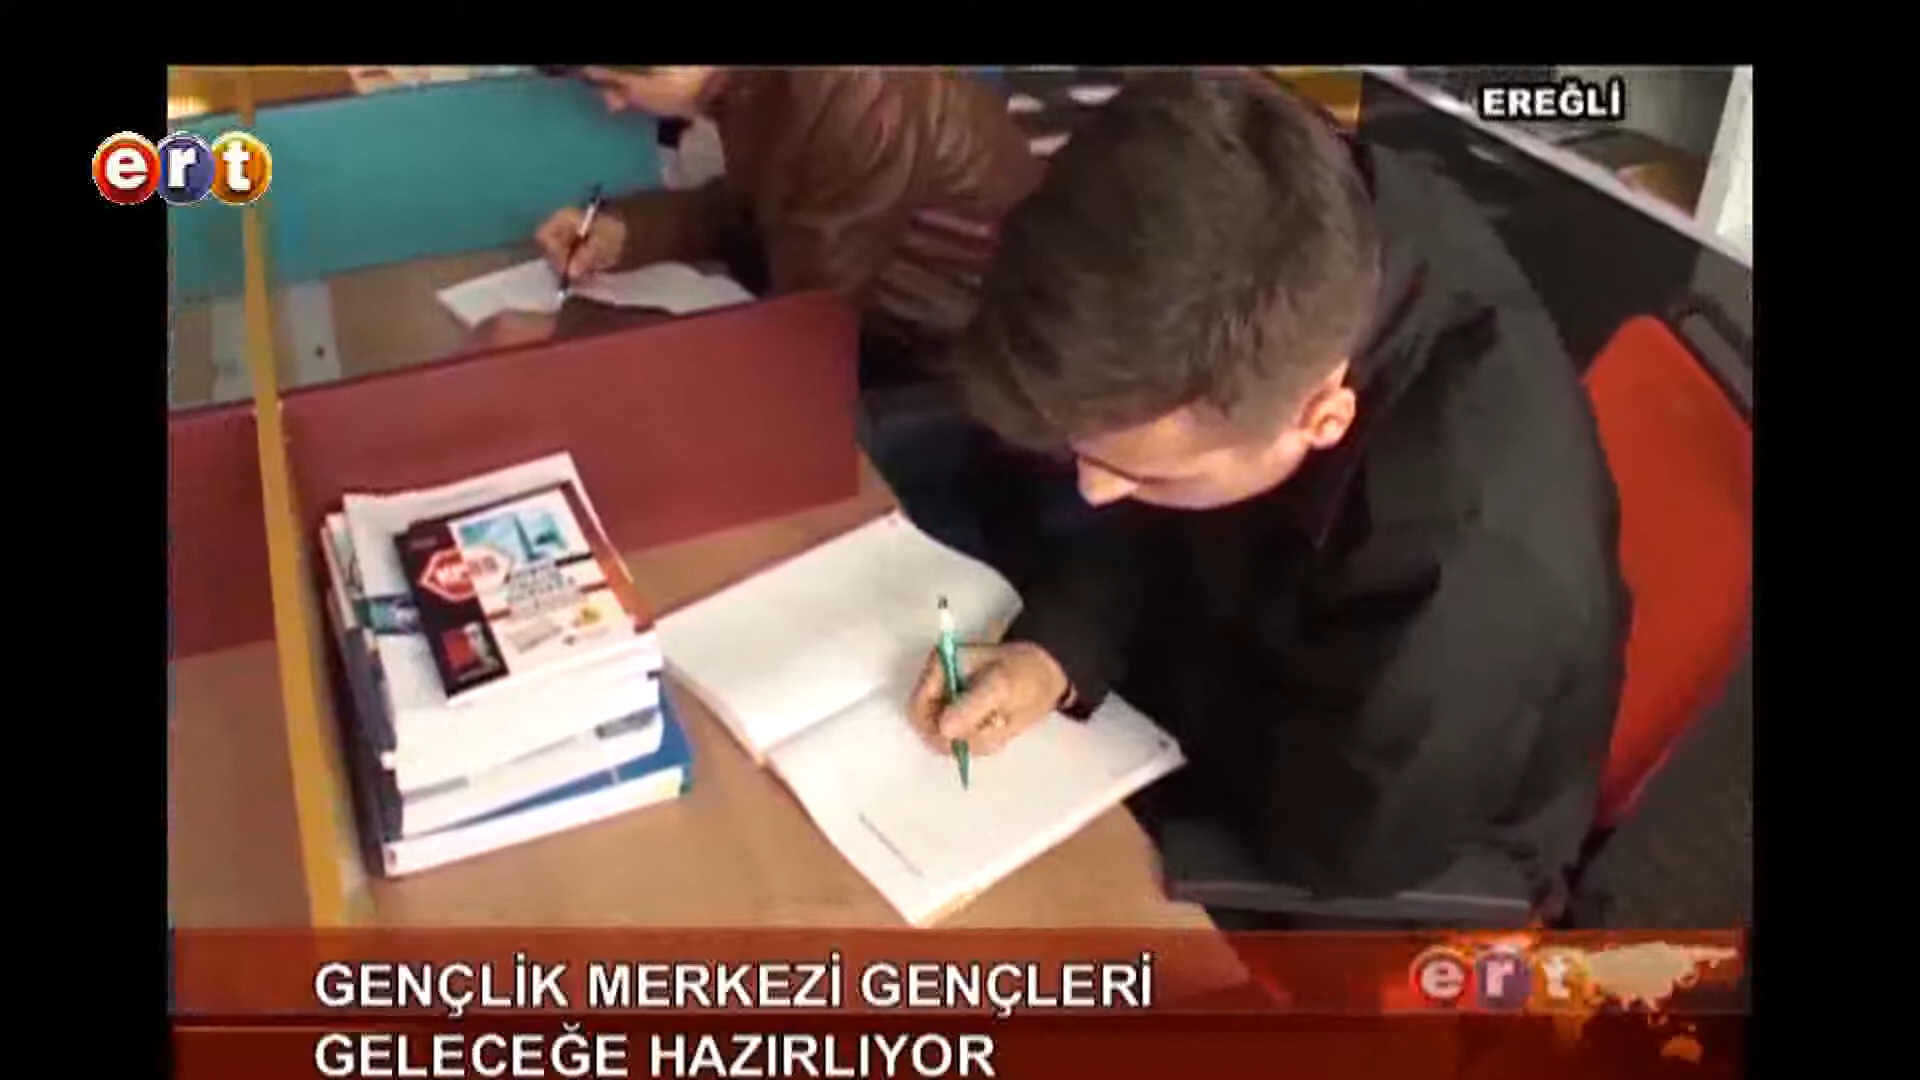 EREĞLİ
ert
GENÇLİK MERKEZİ GENÇLERİ
GELECEĞE HAZIRLIYOR
ert